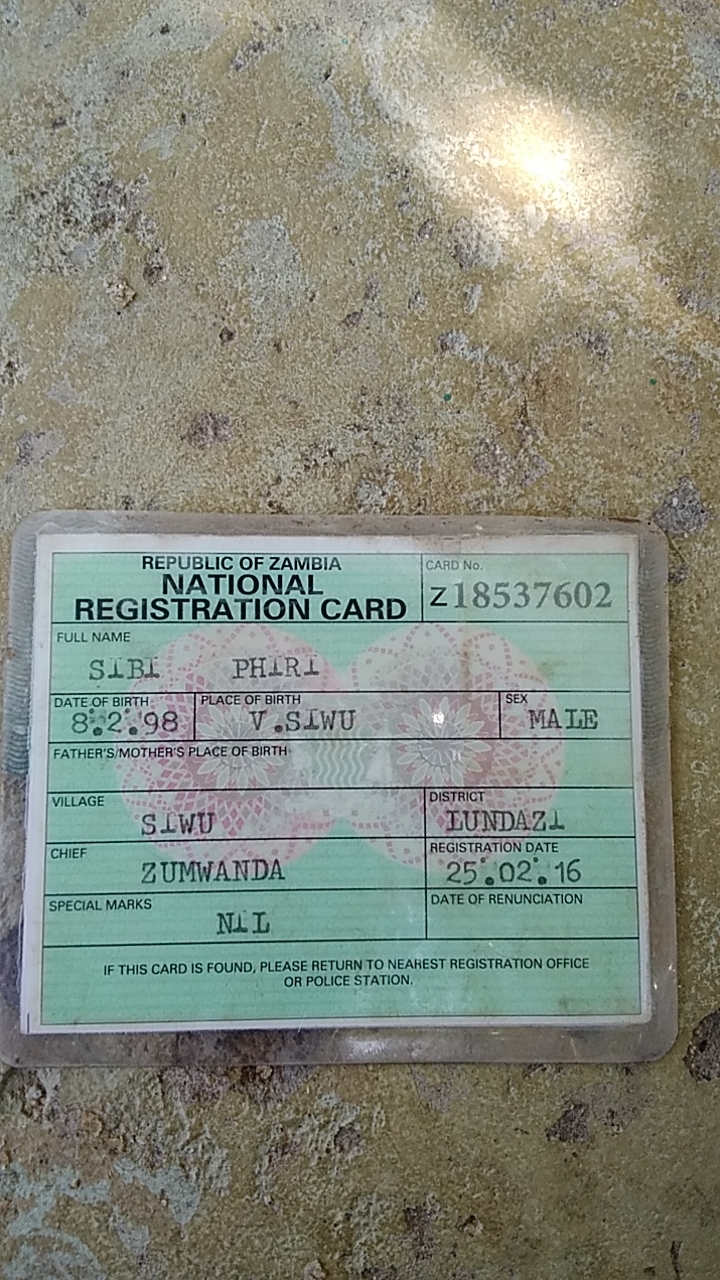 REPUBLIC OF ZAMBIA
NATIONAL
REGISTRATION CARD
CARD No.
Z18537602
FULL NAME
SIBI PHIRI
DATE OF BIRTH
8.2.98
PLACE OF BIRTH
V.SIWU
SEX
MALE
FATHER'S/MOTHER'S PLACE OF BIRTH
VILLAGE
SIWU
DISTRICT
LUNDAZI
CHIEF
ZUMWANDA
REGISTRATION DATE
25.02.16
SPECIAL MARKS
NIL
DATE OF RENUNCIATION
IF THIS CARD IS FOUND, PLEASE RETURN TO NEAREST REGISTRATION OFFICE
OR POLICE STATION.